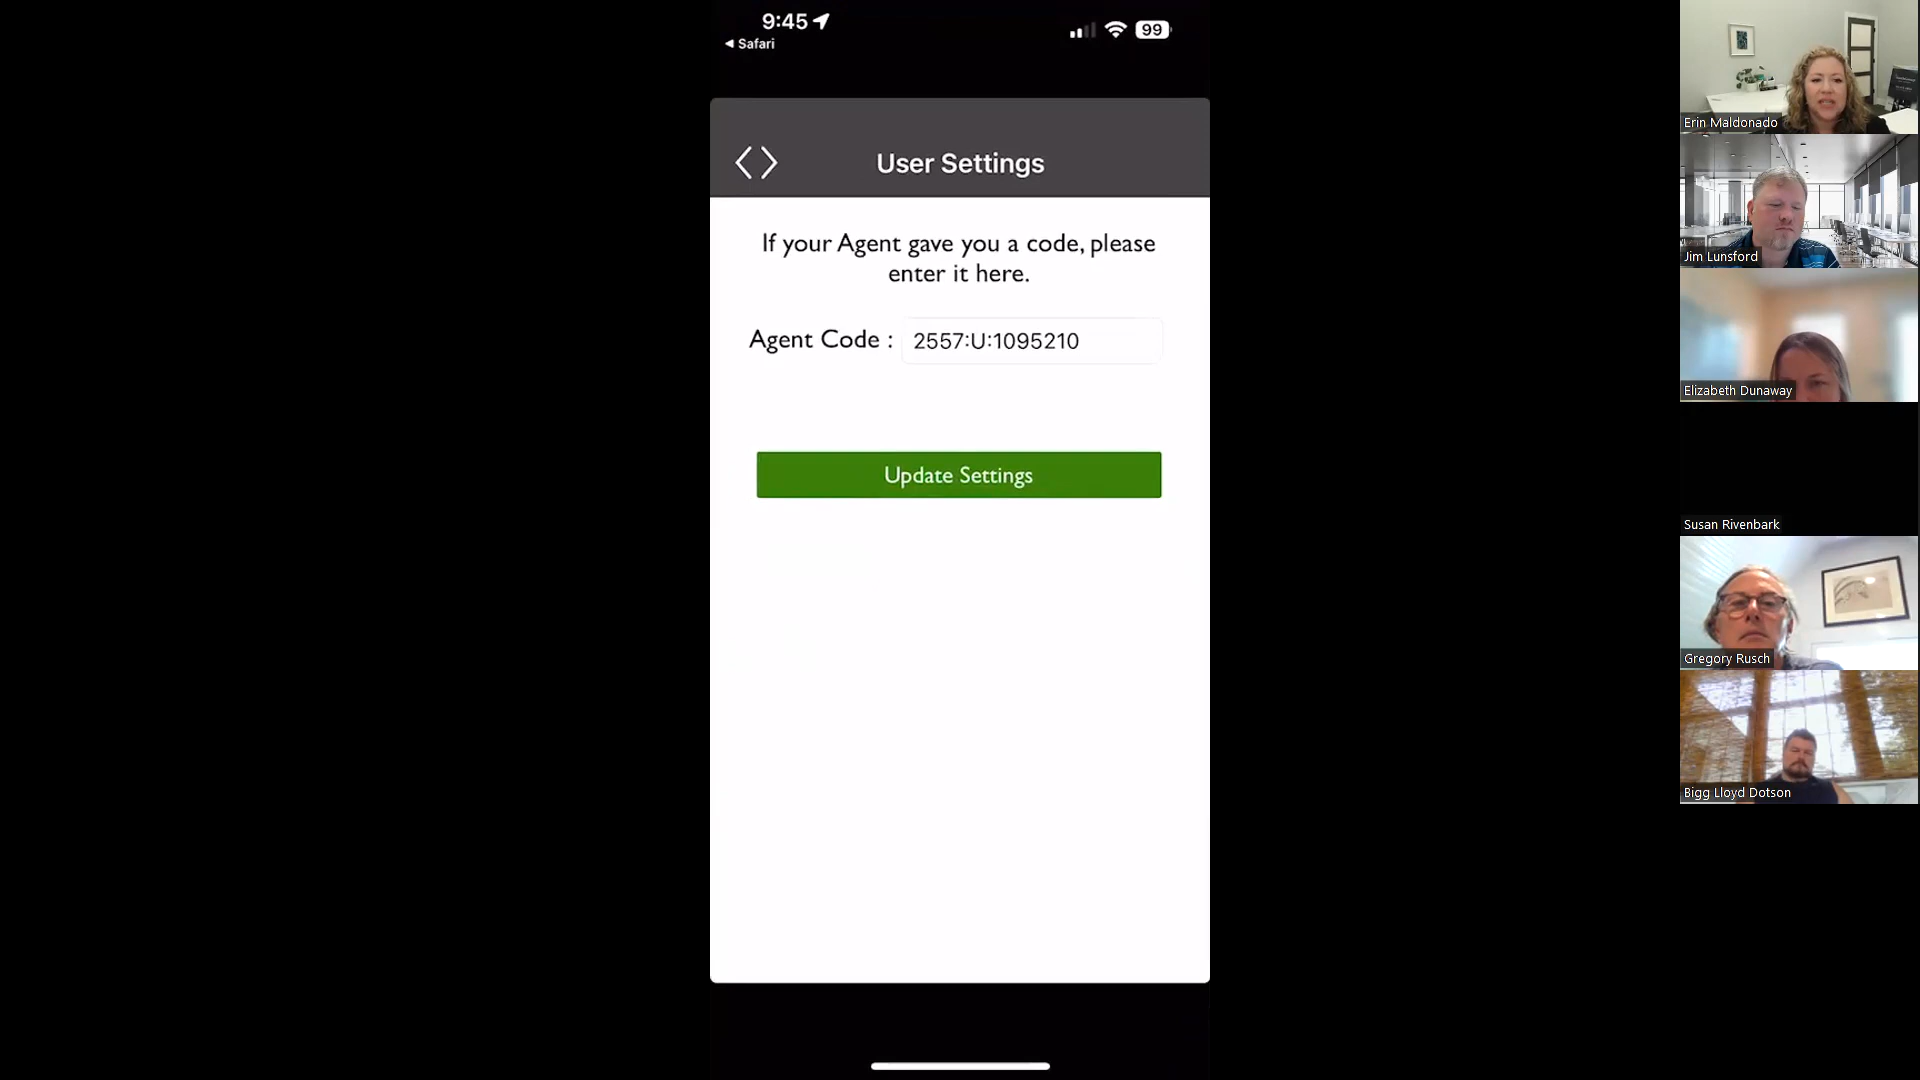 9:45
99
◀ Safari
User Settings
If your Agent gave you a code, please
enter it here.
Agent Code : 2557:U:1095210
Update Settings
Erin Maldonado
Jim Lunsford
Elizabeth Dunaway
Susan Rivenbark
Gregory Rusch
Bigg Lloyd Dotson